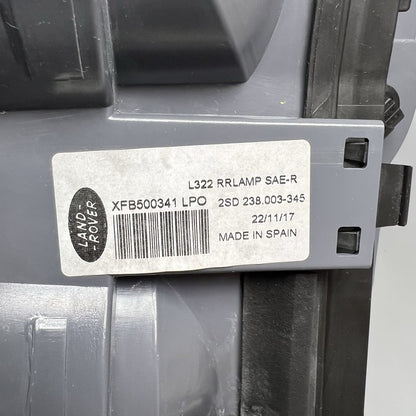 L322 RRLAMP SAE-R
XFB500341 LPO 2SD 238.003-345
22/11/17
MADE IN SPAIN
LAND-
-ROVER